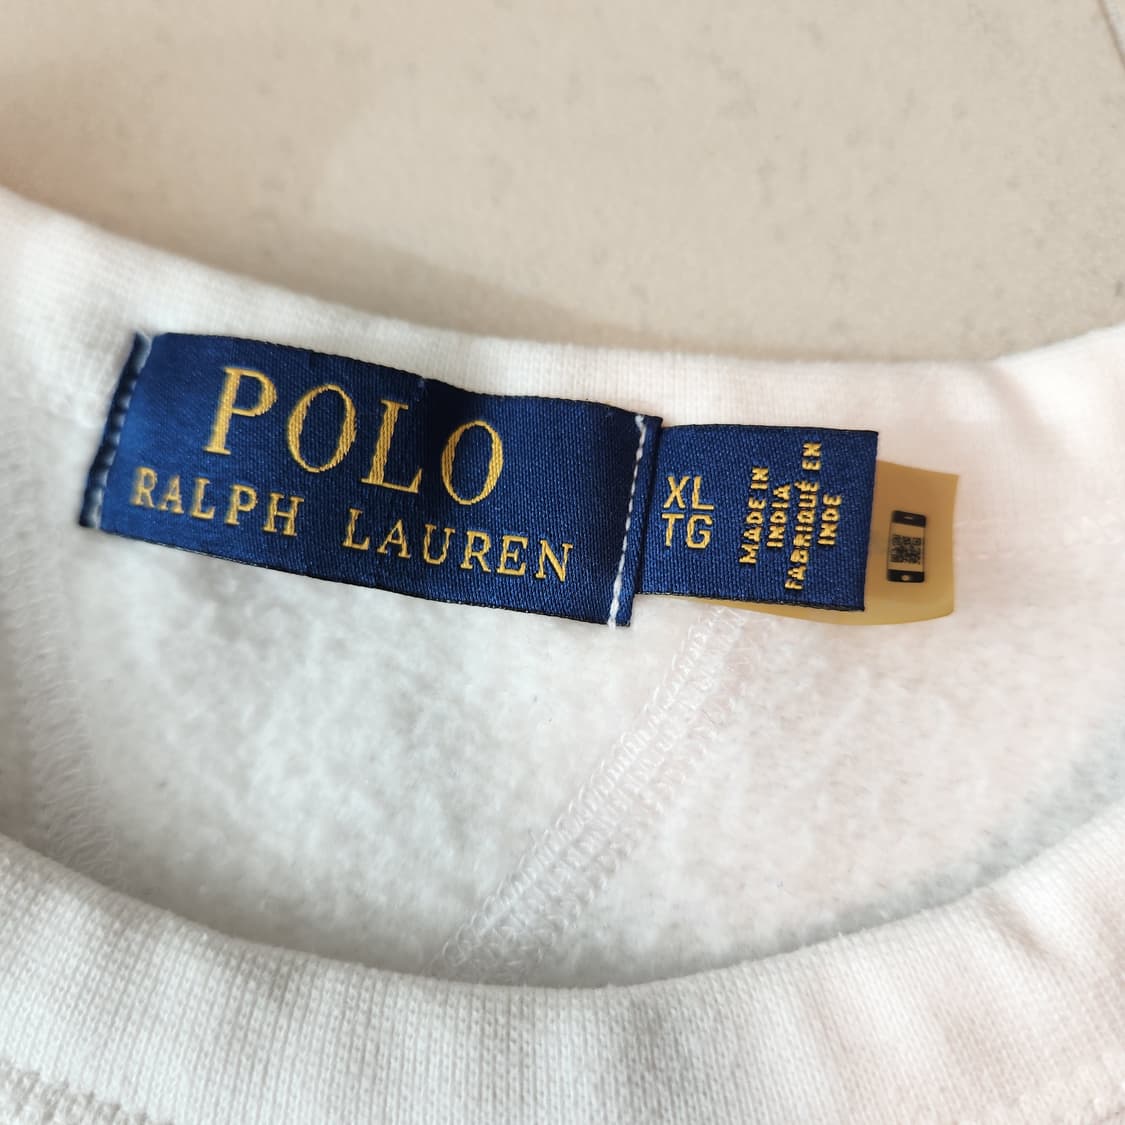 POLO
RALPH LAUREN
XL
TG
MADE IN
INDIA
FABRIQUÉ EN
INDE